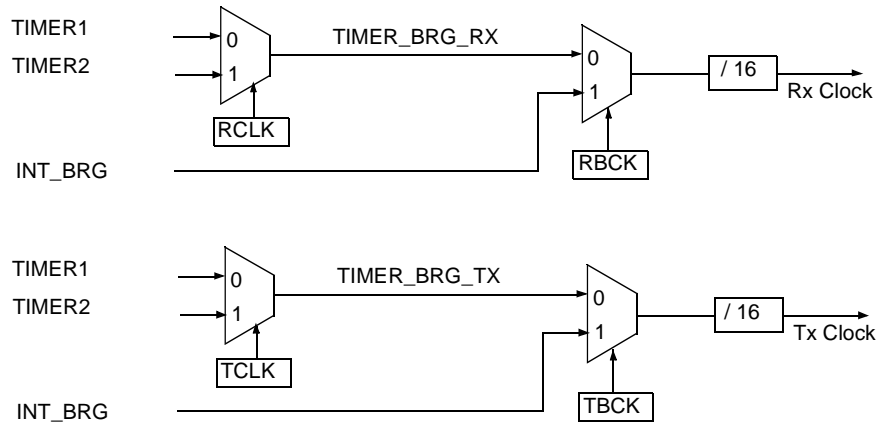 TIMER1
0
TIMER_BRG_RX
TIMER2
1
0
/ 16
1
Rx Clock
RCLK
INT_BRG
RBCK
TIMER1
0
TIMER_BRG_TX
TIMER2
1
0
/ 16
1
Tx Clock
TCLK
INT_BRG
TBCK